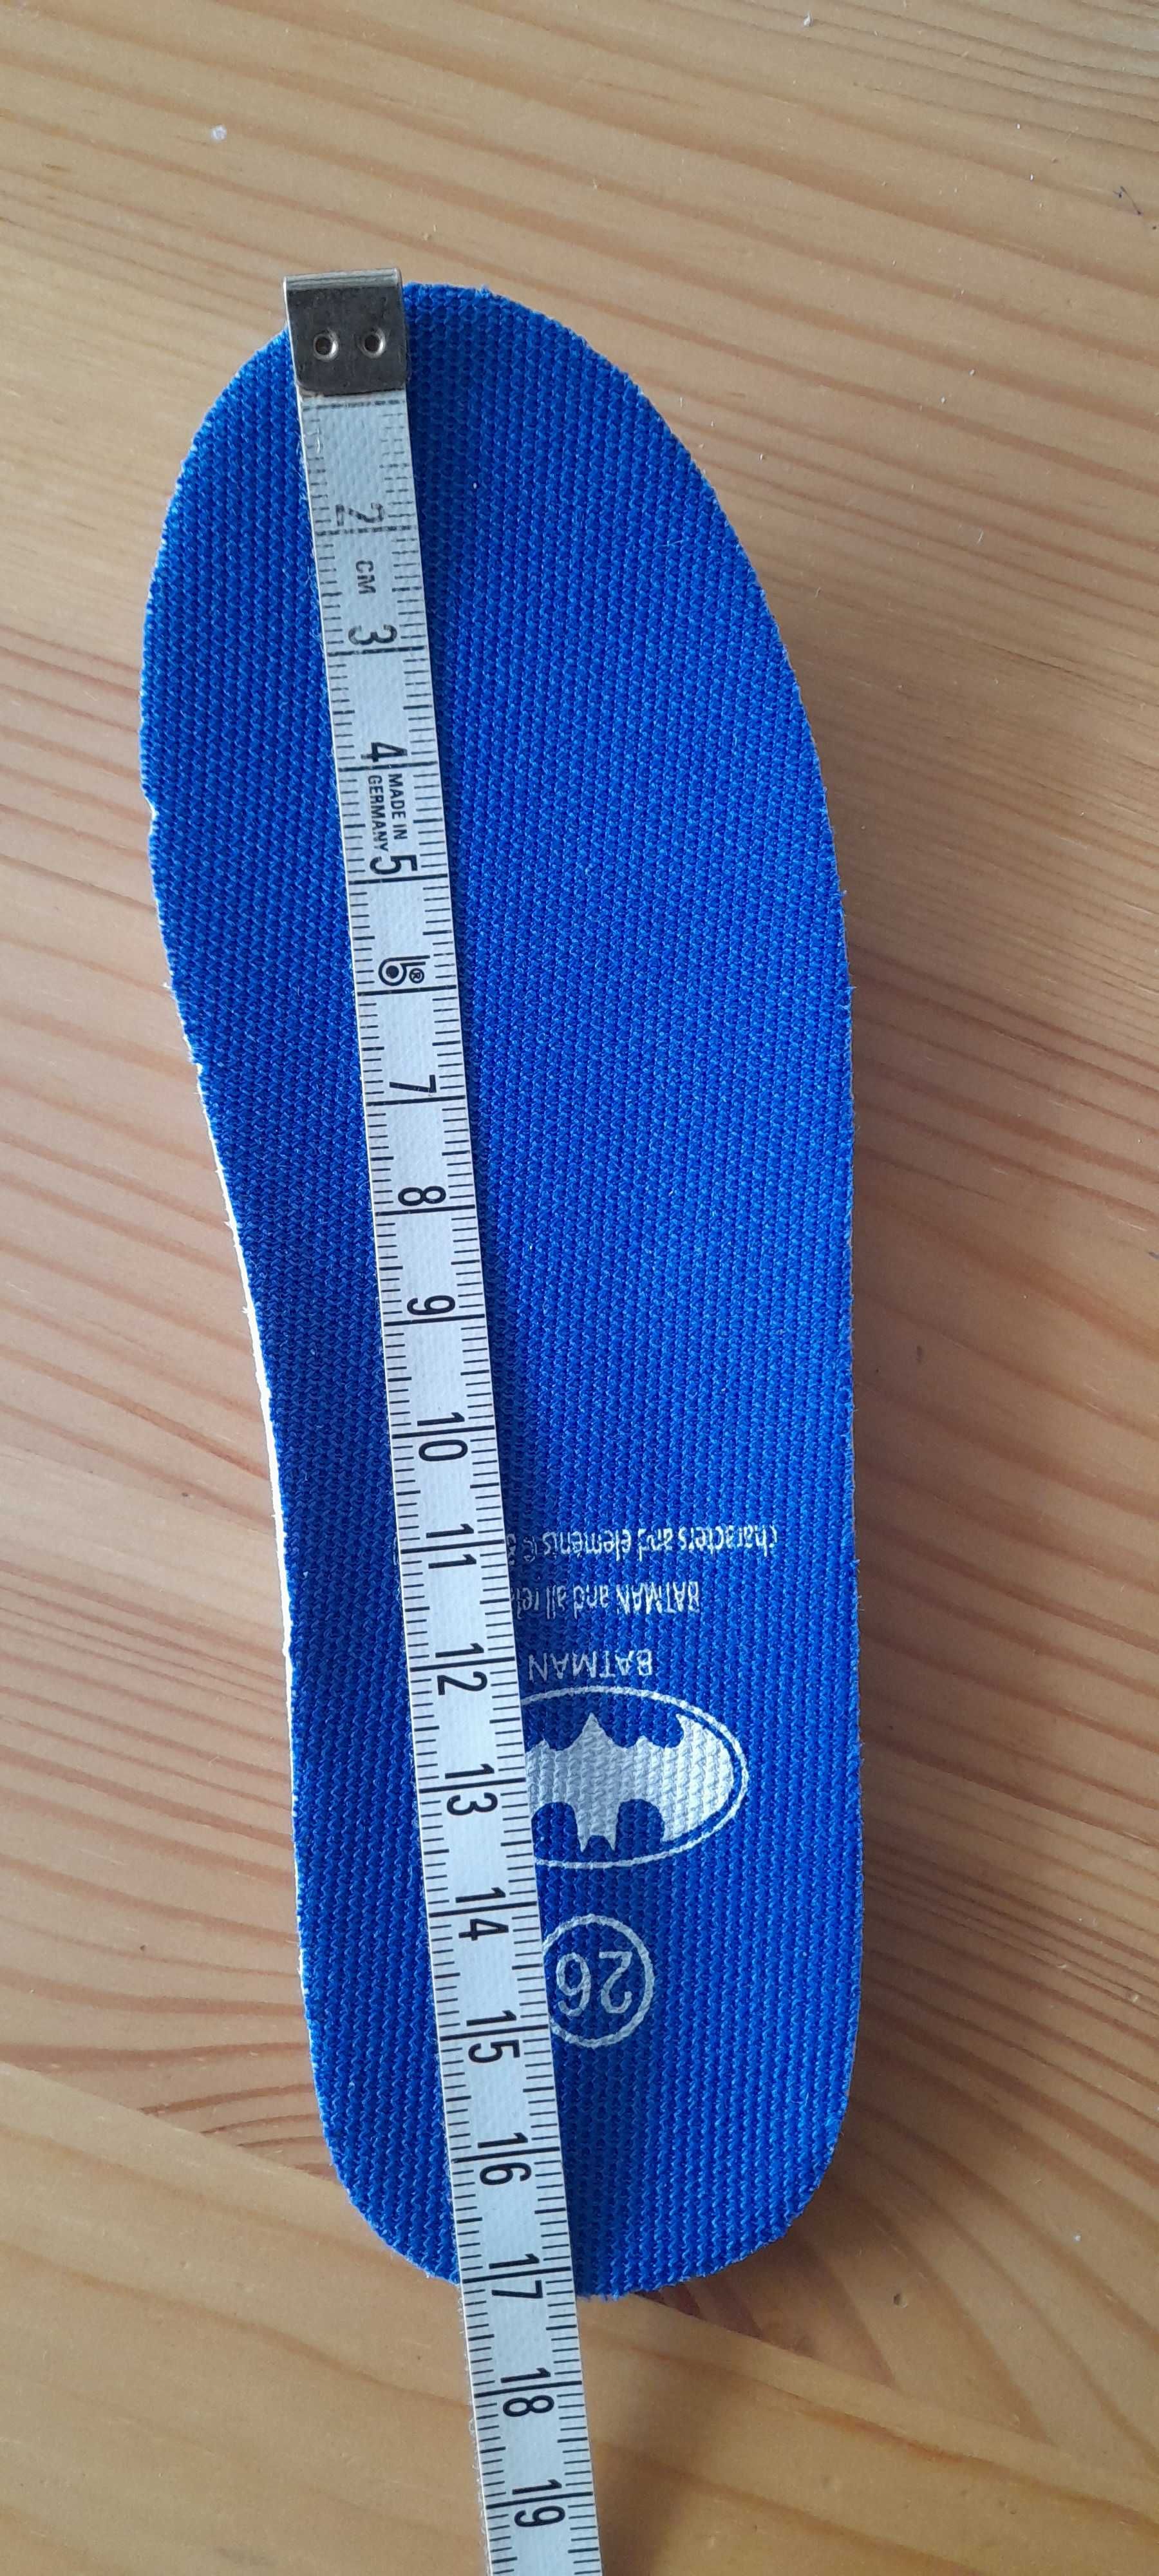 2
CM
3
4
MADE IN
GERMANY
5
b®
7
8
9
10
11
12
13
14
15
16
17
18
19
26
BATMAN
BATMAN and all
characters and elements ©